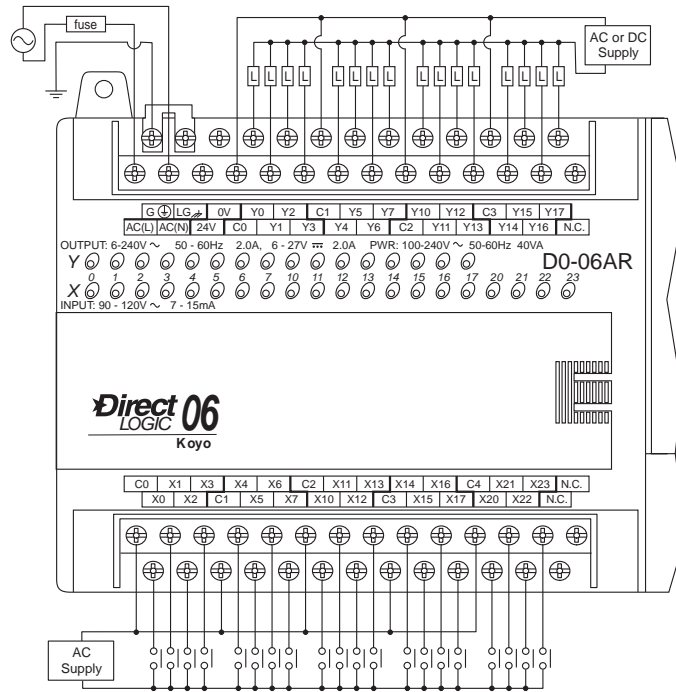 fuse
AC or DC
Supply
L L L L L L L L L L L L L L L L
G LG 0V Y0 Y2 C1 Y5 Y7 Y10 Y12 C3 Y15 Y17
AC(L) AC(N) 24V C0 Y1 Y3 Y4 Y6 C2 Y11 Y13 Y14 Y16 N.C.
OUTPUT: 6-240V ~ 50 - 60Hz 2.0A, 6 - 27V ⎓ 2.0A PWR: 100-240V ~ 50-60Hz 40VA
Y D0-06AR
0 1 2 3 4 5 6 7 10 11 12 13 14 15 16 17 20 21 22 23
X
INPUT: 90 - 120V ~ 7 - 15mA
Direct 06
LOGIC
Koyo
C0 X1 X3 X4 X6 C2 X11 X13 X14 X16 C4 X21 X23 N.C.
X0 X2 C1 X5 X7 X10 X12 C3 X15 X17 X20 X22 N.C.
AC
Supply